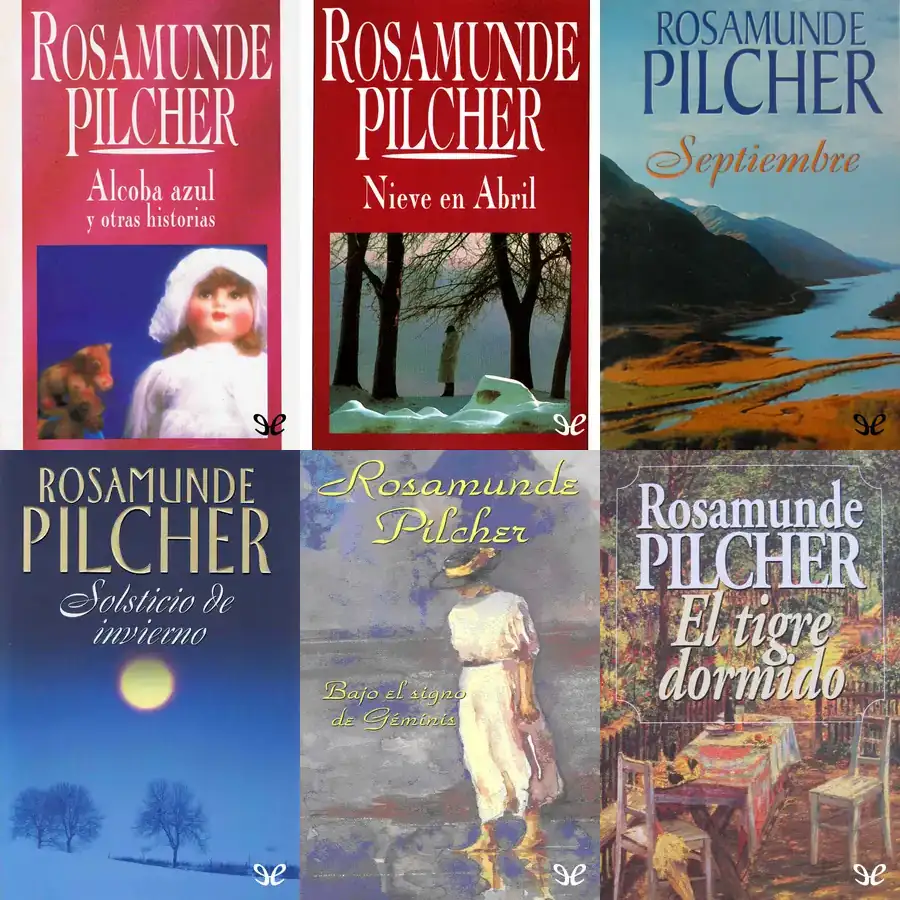 ROSAMUNDE
PILCHER
Alcoba azul
y otras historias
ROSAMUNDE
PILCHER
Nieve en Abril
ROSAMUNDE
PILCHER
Septiembre
ROSAMUNDE
PILCHER
Solsticio de
invierno
Rosamunde
Pilcher
Bajo el signo
de Géminis
Rosamunde
PILCHER
El tigre
dormido